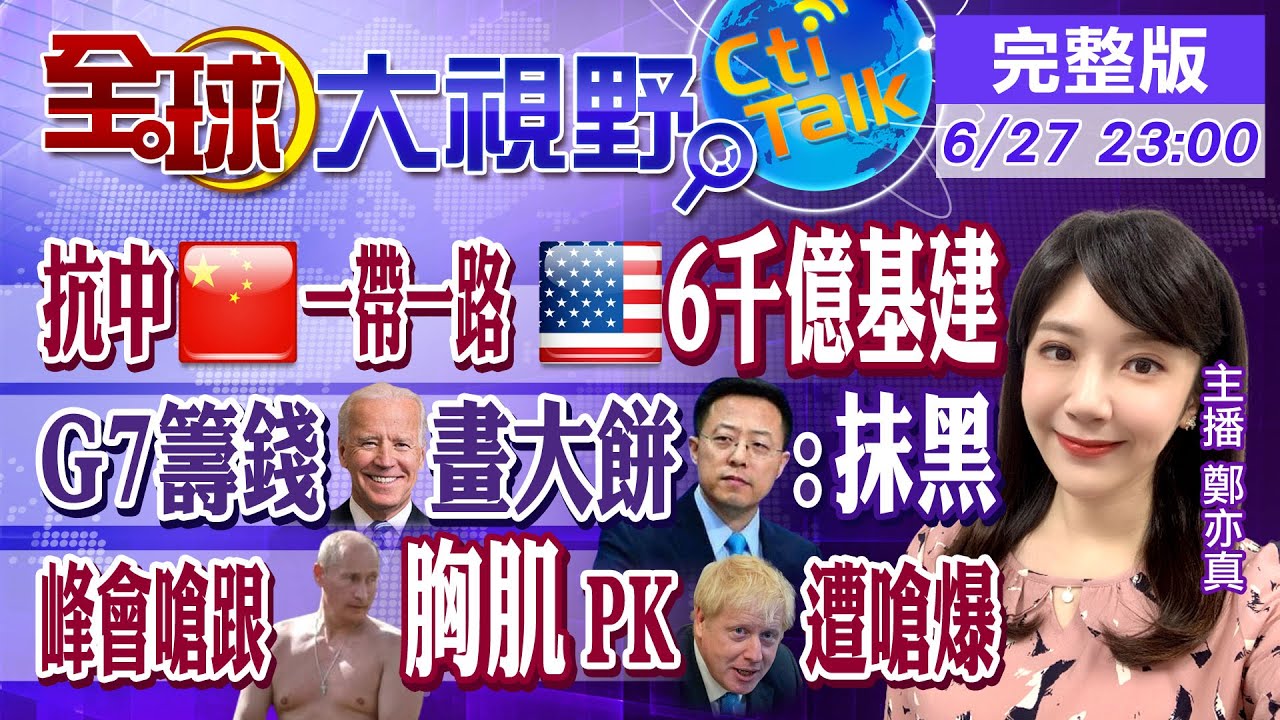 全球大視野
Cti Talk
完整版
6/27 23:00
抗中 一帶一路 6千億基建
G7籌錢 畫大餅 : 抹黑
峰會嗆跟 胸肌PK 遭嗆爆
主播 鄭亦真